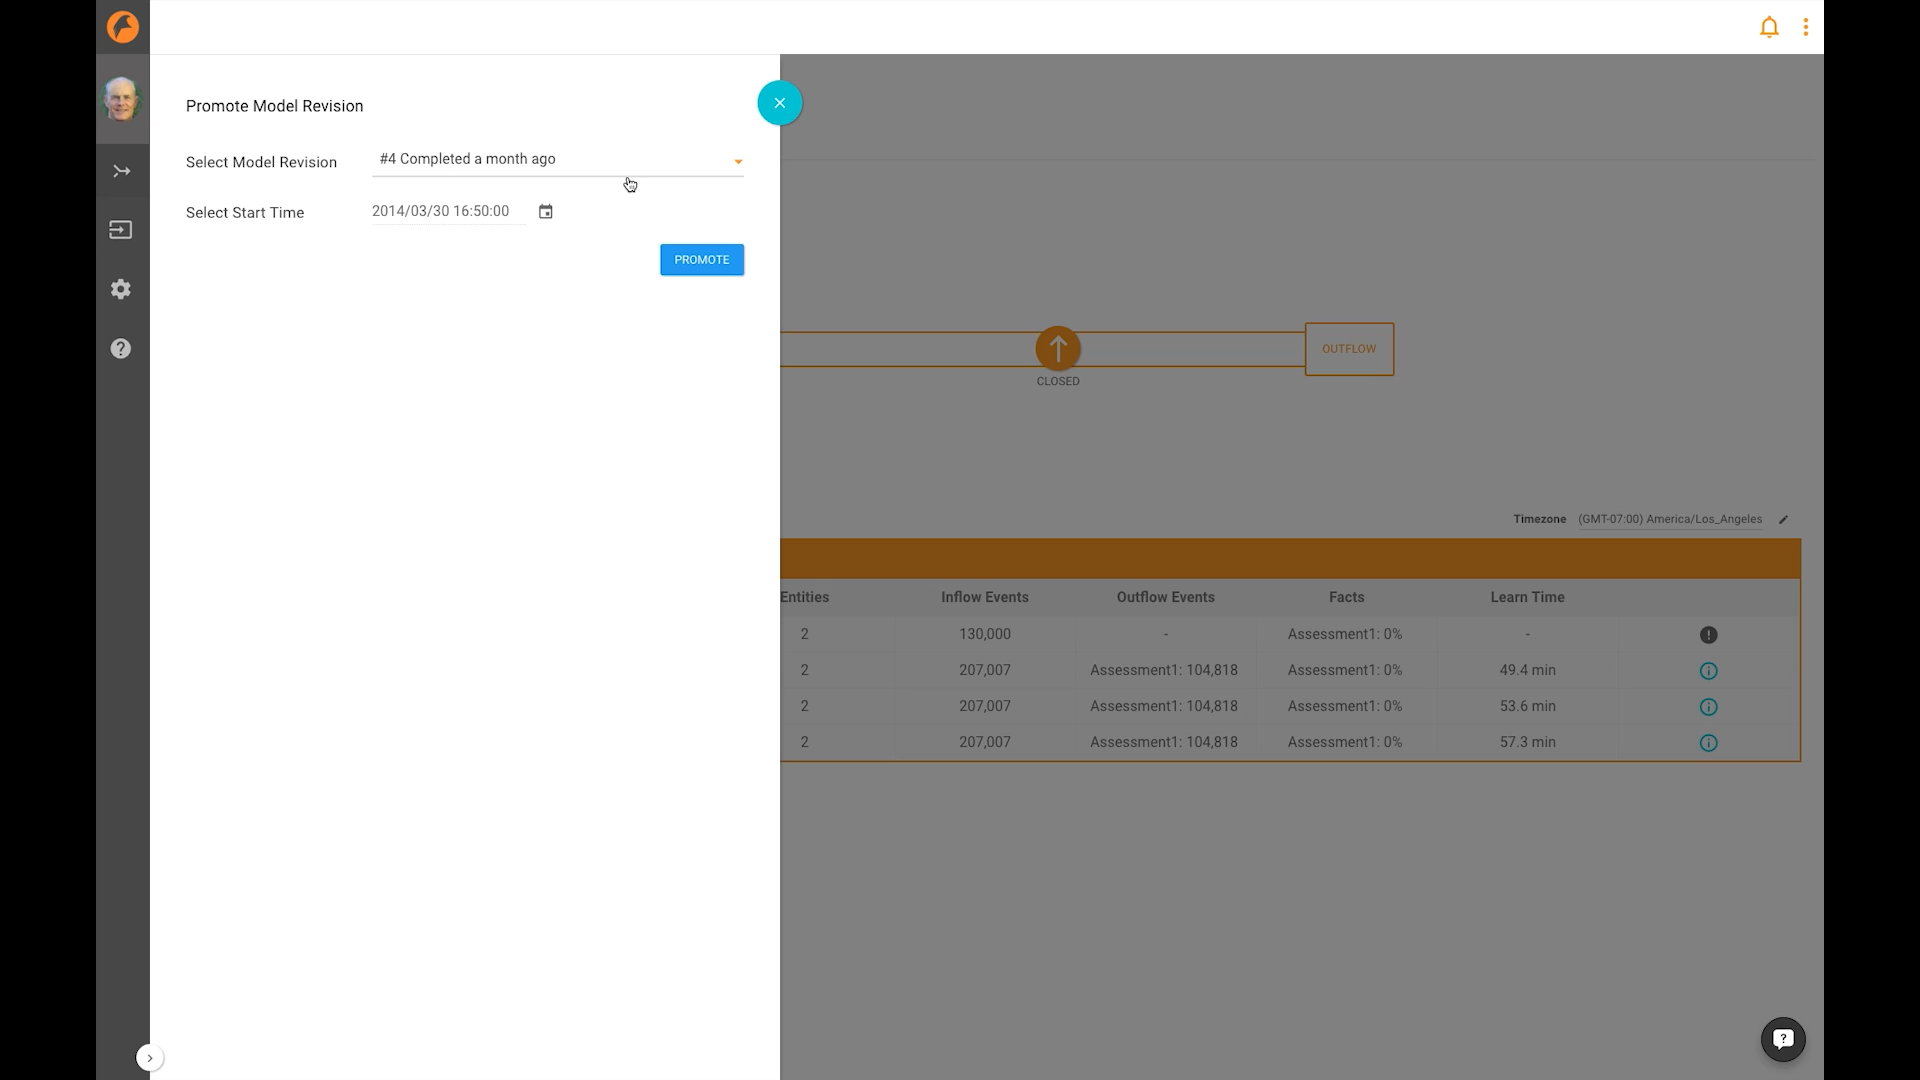 Promote Model Revision
Select Model Revision #4 Completed a month ago
Select Start Time 2014/03/30 16:50:00
PROMOTE
CLOSED
OUTFLOW
Timezone (GMT-07:00) America/Los_Angeles
Entities Inflow Events Outflow Events Facts Learn Time
2 130,000 - Assessment1: 0% -
2 207,007 Assessment1: 104,818 Assessment1: 0% 49.4 min
2 207,007 Assessment1: 104,818 Assessment1: 0% 53.6 min
2 207,007 Assessment1: 104,818 Assessment1: 0% 57.3 min